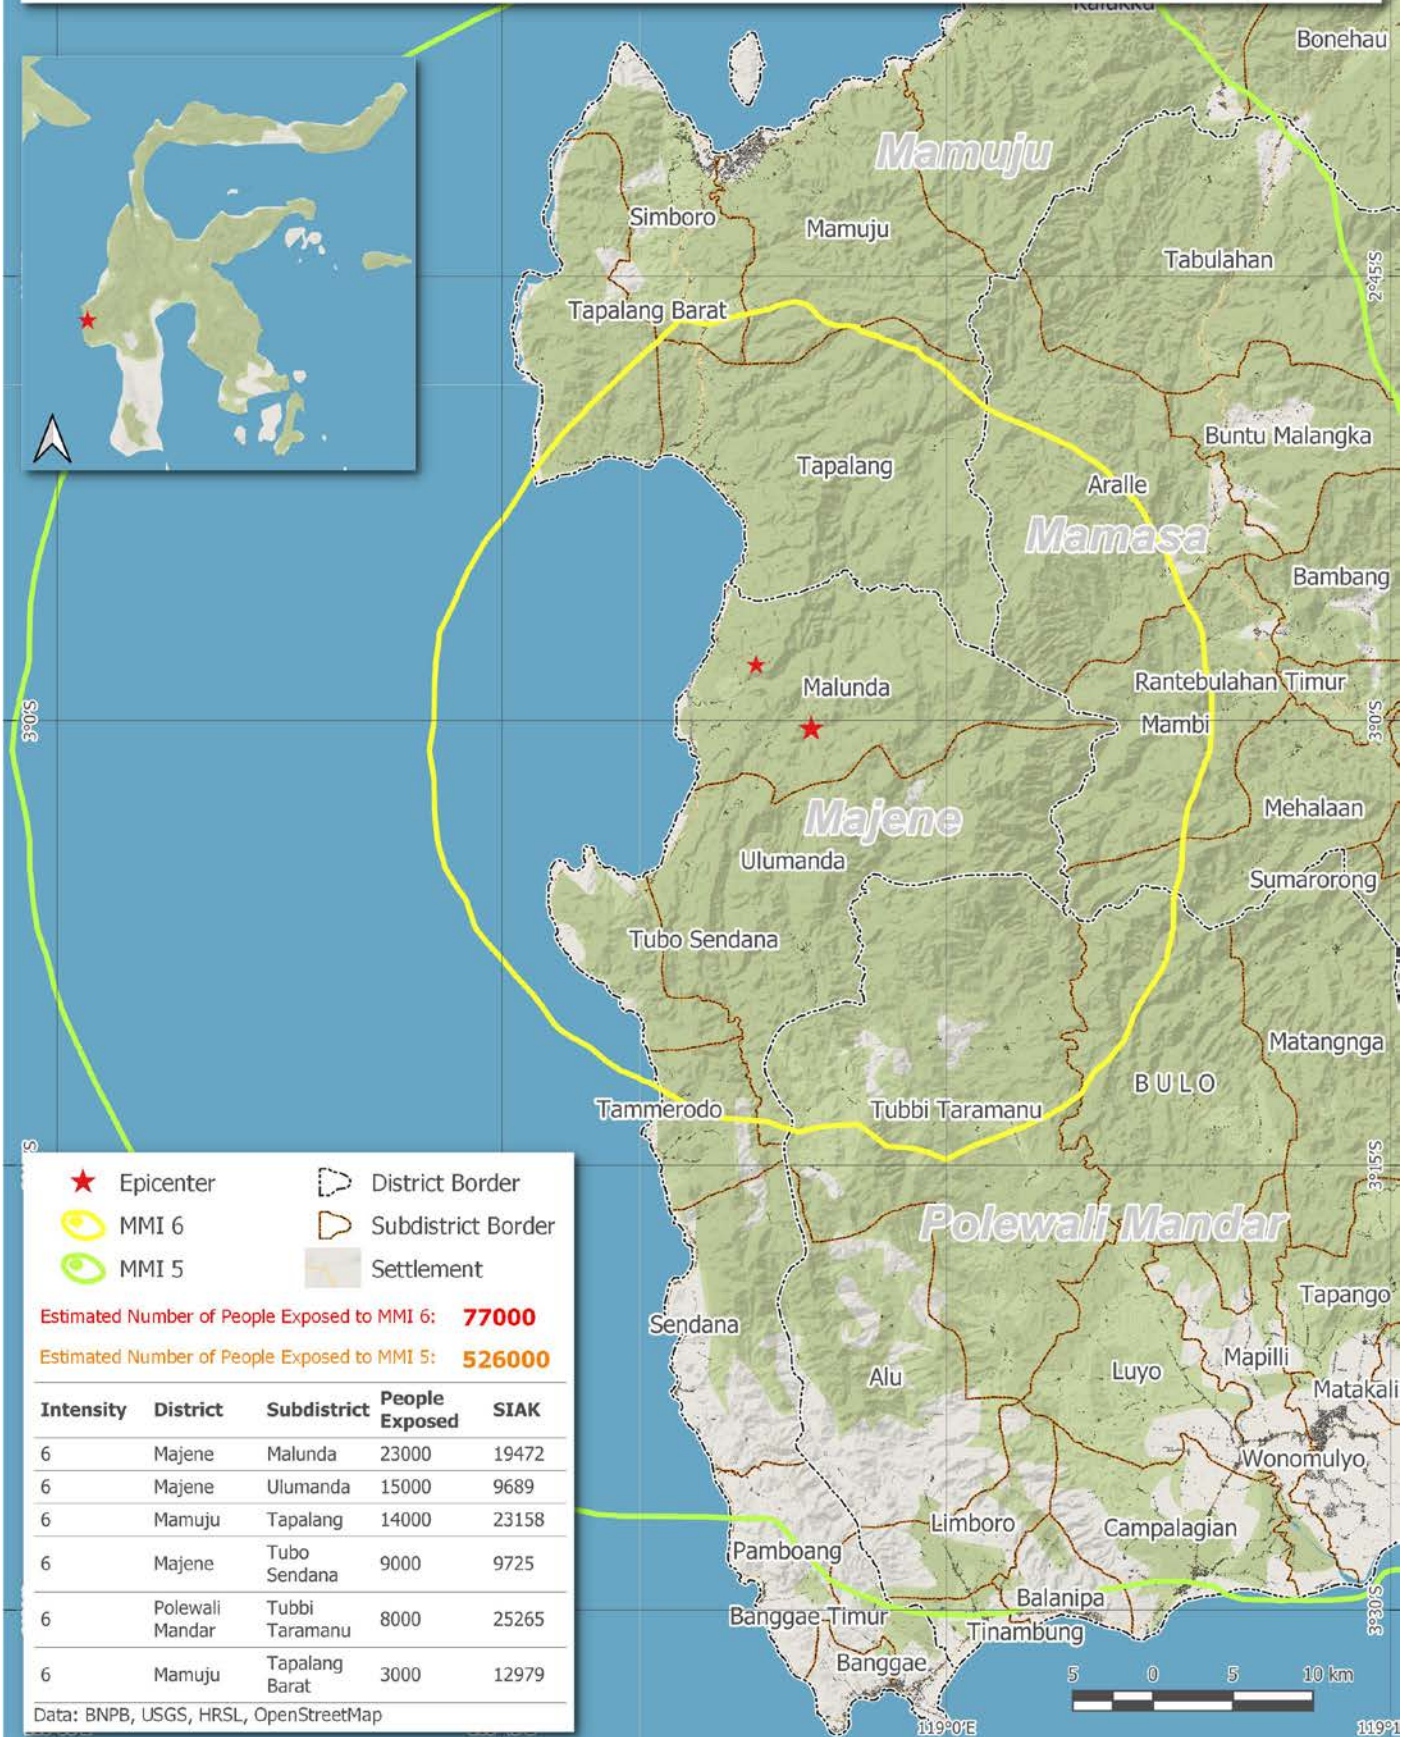 Bonehau
Mamuju
Simboro
Mamuju
Tabulahan
2°45'S
Tapalang Barat
Buntu Malangka
Tapalang
Aralle
Mamasa
Bambang
Malunda
Rantebulahan Timur
3°0'S
Mambi
3°0'S
Majene
Mehalaan
Ulumanda
Sumarorong
Tubo Sendana
Matangnga
BULO
Tammerodo
Tubbi Taramanu
3°15'S
Polewali Mandar
Tapango
Sendana
Mapilli
Alu
Luyo
Matakali
Wonomulyo
Limboro
Campalagian
Pamboang
Balanipa
Banggae Timur
Tinambung
3°30'S
Banggae
5 0 5 10 km
119°0'E
Epicenter
District Border
MMI 6
Subdistrict Border
MMI 5
Settlement
Estimated Number of People Exposed to MMI 6: 77000
Estimated Number of People Exposed to MMI 5: 526000
Intensity District Subdistrict People Exposed SIAK
6 Majene Malunda 23000 19472
6 Majene Ulumanda 15000 9689
6 Mamuju Tapalang 14000 23158
6 Majene Tubo Sendana 9000 9725
6 Polewali Mandar Tubbi Taramanu 8000 25265
6 Mamuju Tapalang Barat 3000 12979
Data: BNPB, USGS, HRSL, OpenStreetMap